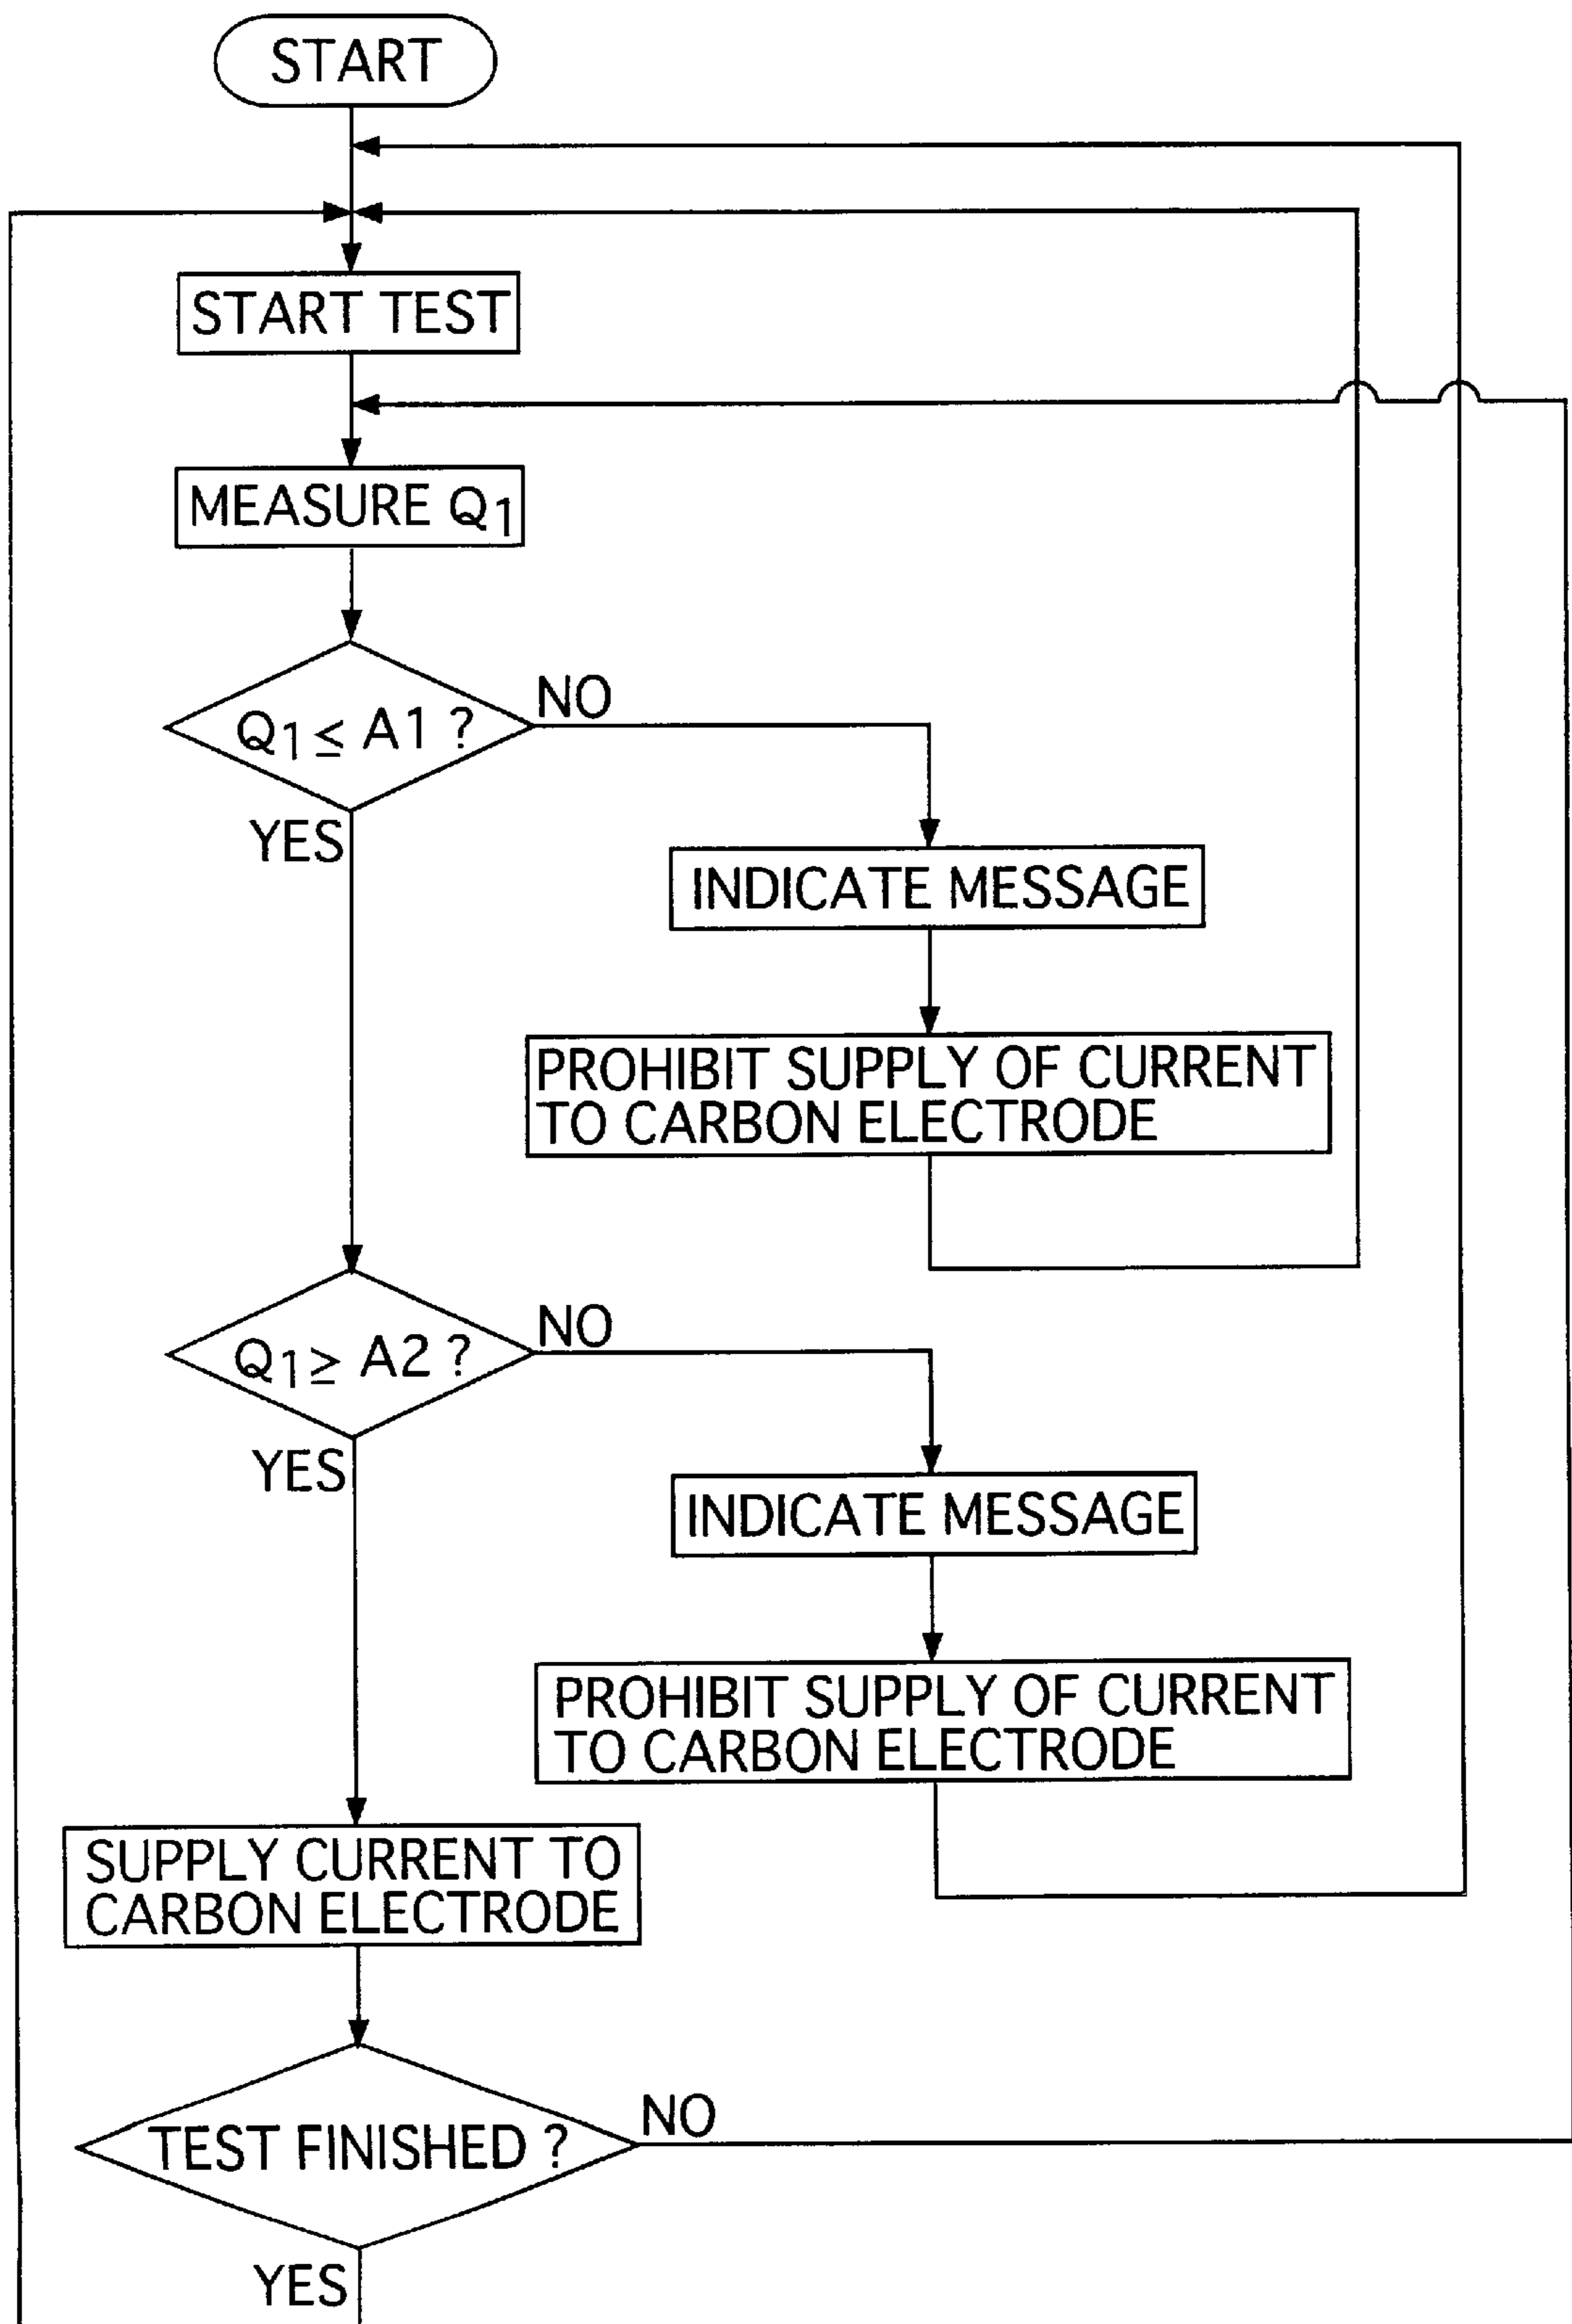 START
START TEST
MEASURE Q1
Q1 ≤ A1 ?
NO
YES
INDICATE MESSAGE
PROHIBIT SUPPLY OF CURRENT
TO CARBON ELECTRODE
Q1 ≥ A2 ?
NO
YES
INDICATE MESSAGE
PROHIBIT SUPPLY OF CURRENT
TO CARBON ELECTRODE
SUPPLY CURRENT TO
CARBON ELECTRODE
TEST FINISHED ?
NO
YES